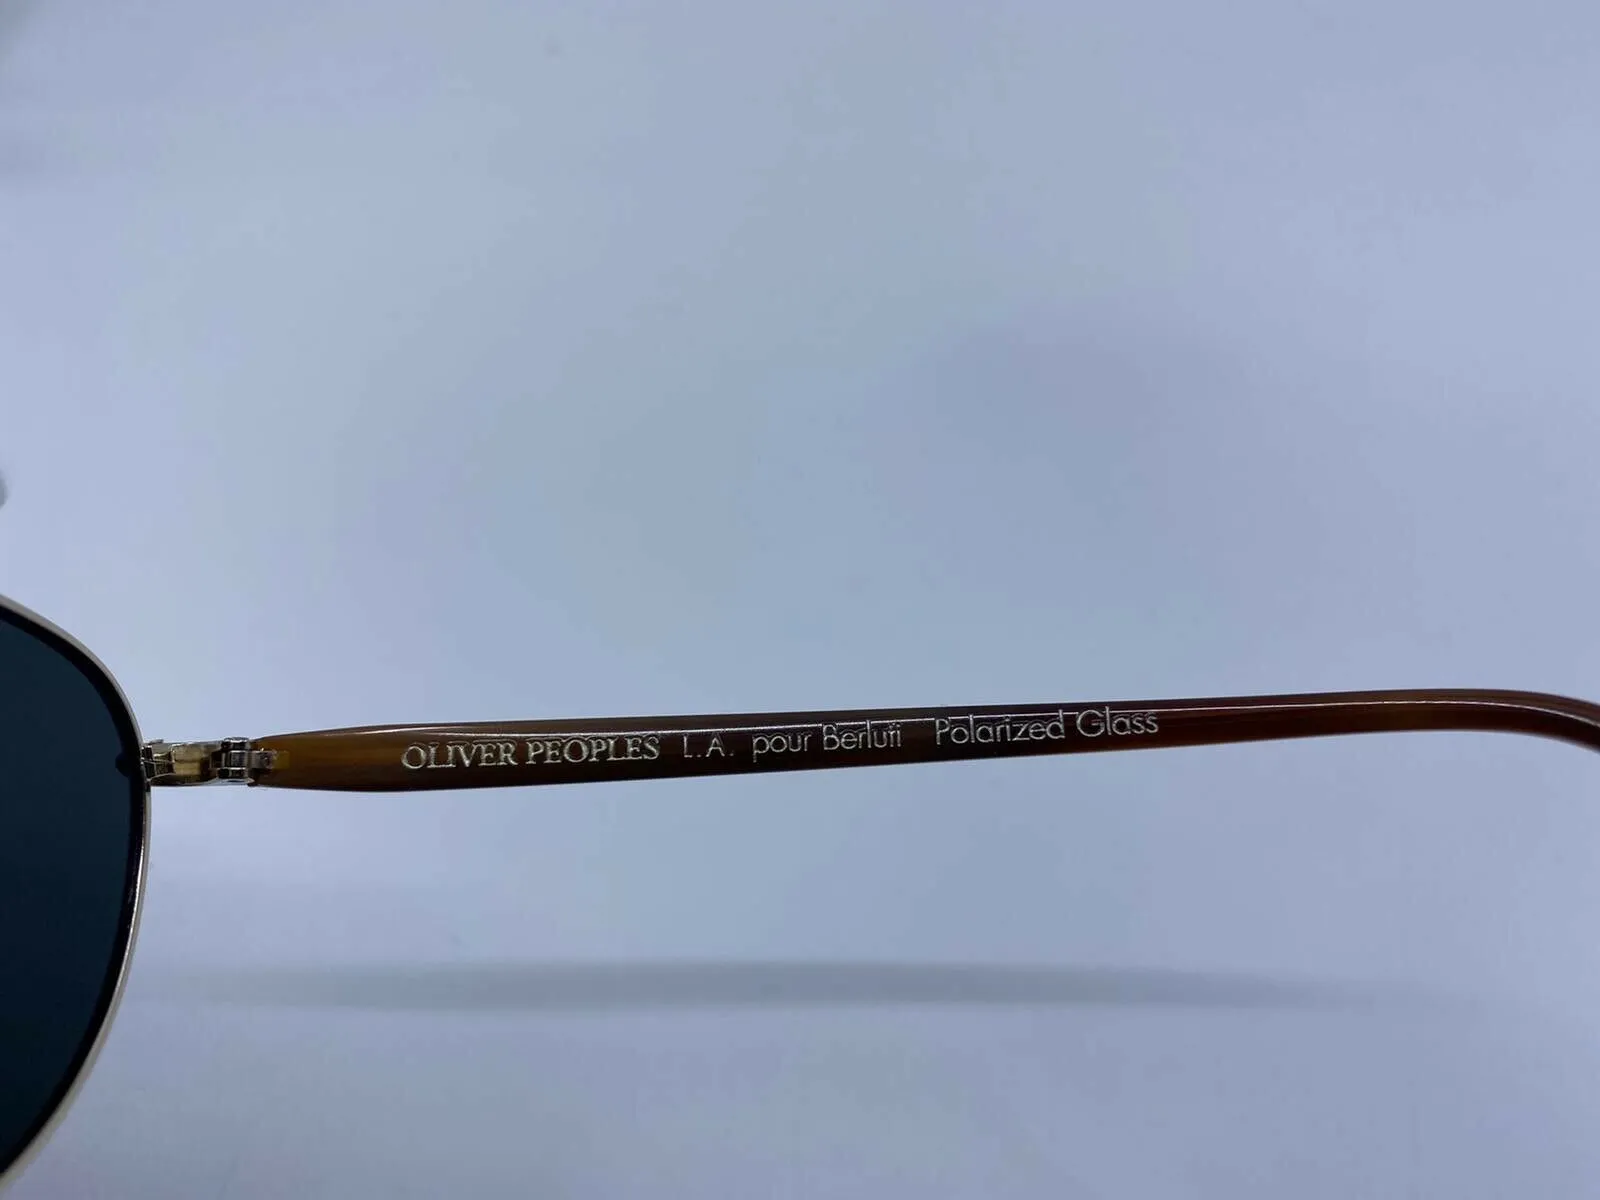 OLIVER PEOPLES L.A. pour Berluti Polarized Glass